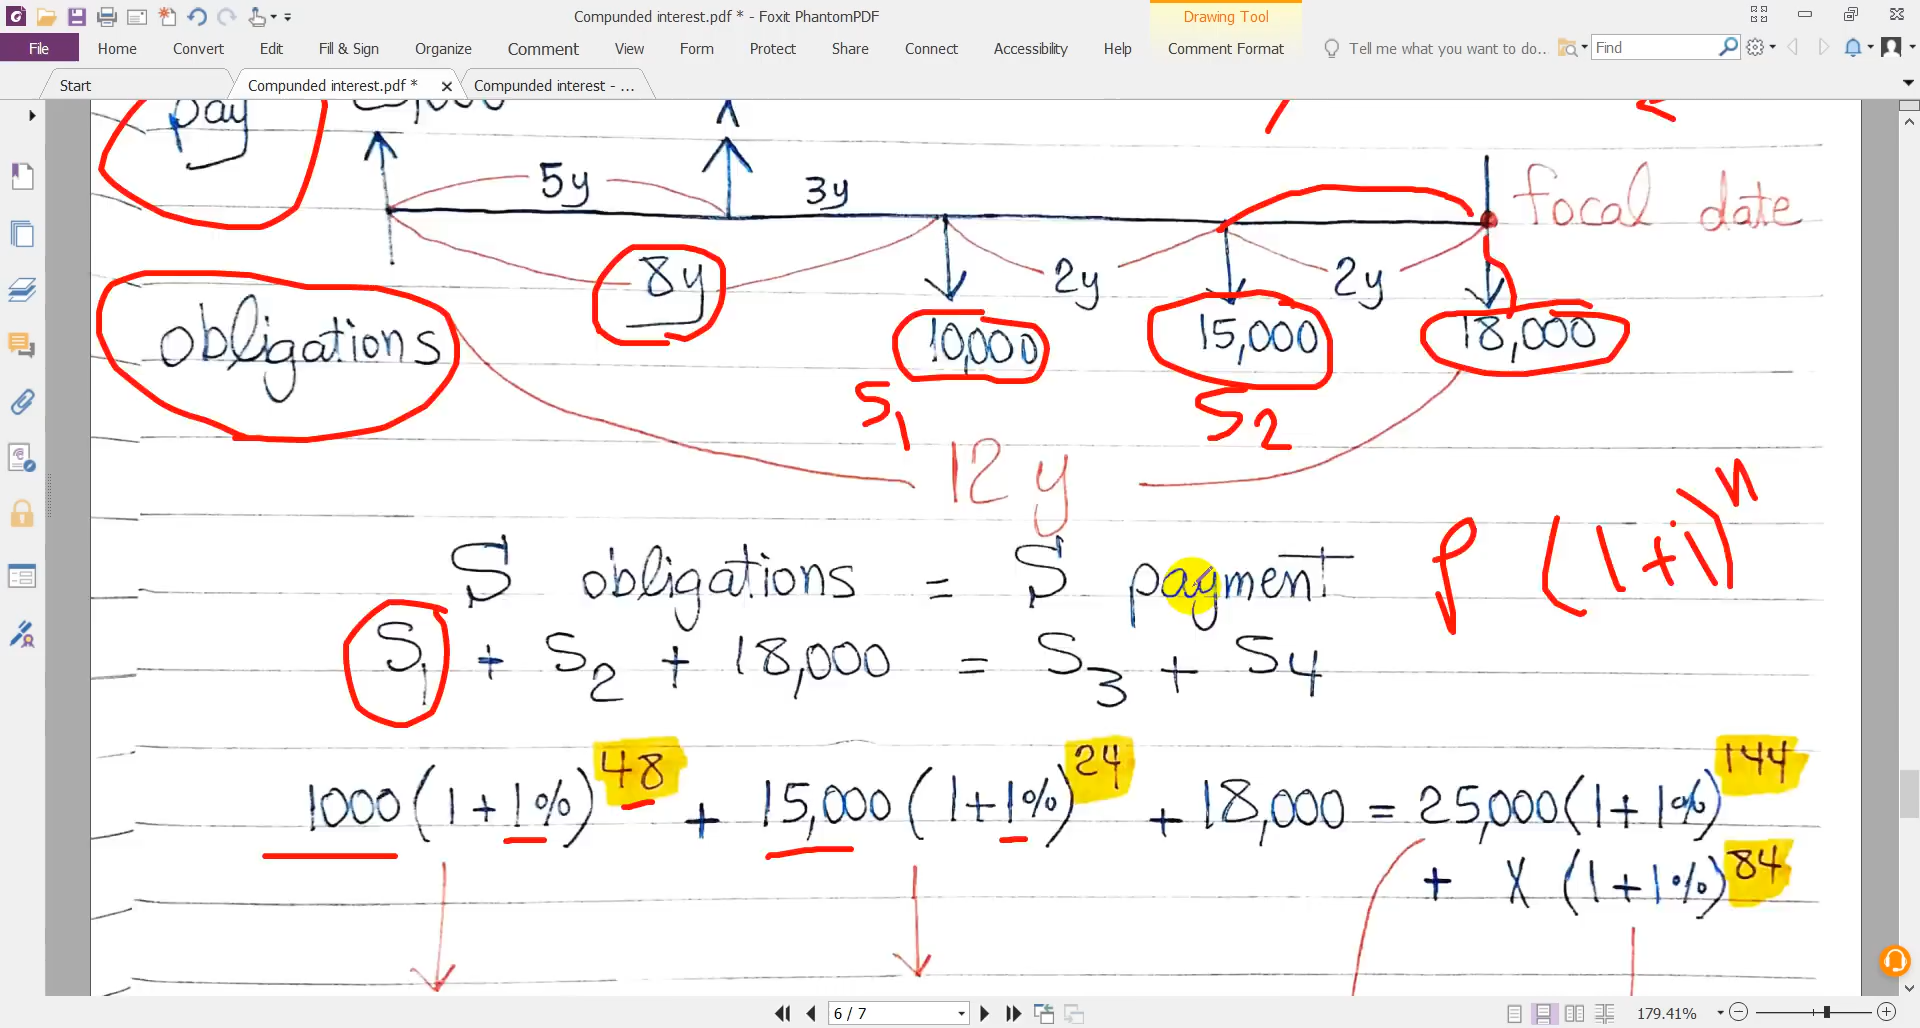 Compunded interest.pdf * - Foxit PhantomPDF
Drawing Tool
File Home Convert Edit Fill & Sign Organize Comment View Form Protect Share Connect Accessibility Help Comment Format Tell me what you want to do.. Find
Start Compunded interest.pdf * Compunded interest - ...
pay
5y 3y focal date
8y 2y 2y
obligations 10,000 15,000 18,000
S1 S2
12 y
P (1+i)n
S obligations = S payment
S1 + S2 + 18,000 = S3 + S4
1000 (1+1%)48 + 15,000 (1+1%)24 + 18,000 = 25,000 (1+1%)144
+ X (1+1%)84
6 / 7 179.41%